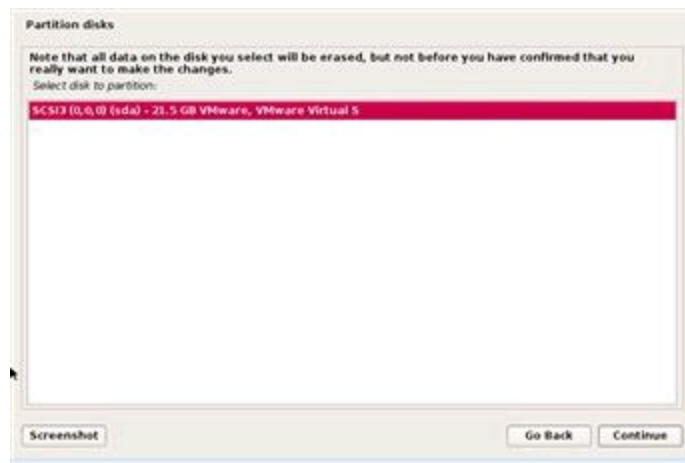 Partition disks
Note that all data on the disk you select will be erased, but not before you have confirmed that you
really want to make the changes.
Select disk to partition:
SCSI3 (0,0,0) (sda) - 21.5 GB VMware, VMware Virtual S
Screenshot
Go Back
Continue